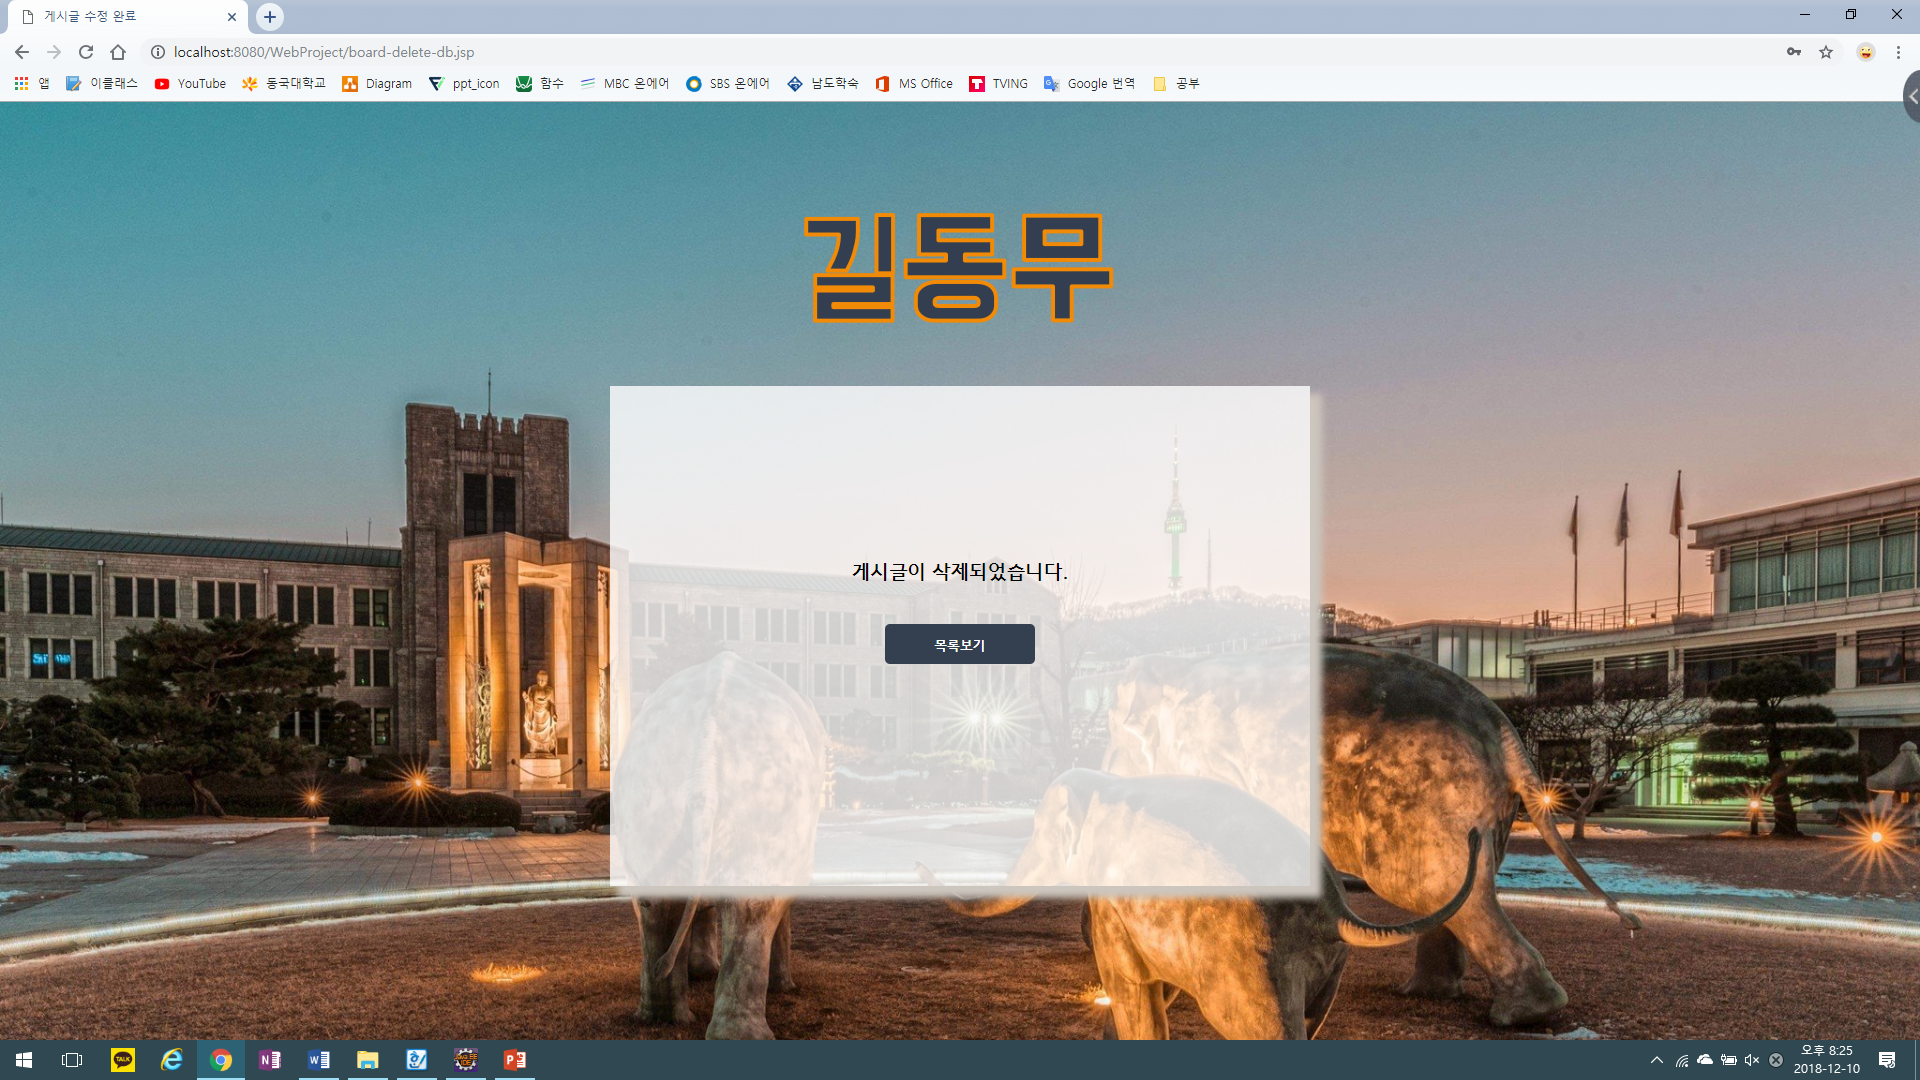 게시글 수정 완료
localhost:8080/WebProject/board-delete-db.jsp
앱 이클래스 YouTube 동국대학교 Diagram ppt_icon 함수 MBC 온에어 SBS 온에어 남도학숙 MS Office TVING Google 번역 공부
길동무
게시글이 삭제되었습니다.
목록보기
TALK
오후 8:25
2018-12-10